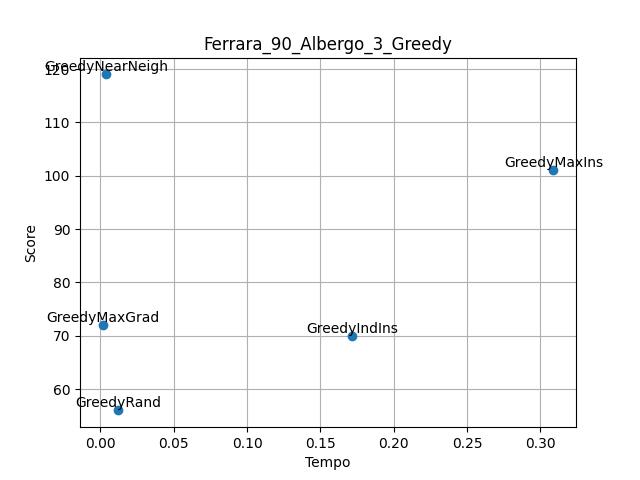 Ferrara_90_Albergo_3_Greedy
GreedyNearNeigh
120
110
GreedyMaxIns
100
90
Score
80
GreedyMaxGrad
GreedyIndIns
70
GreedyRand
60
0.00 0.05 0.10 0.15 0.20 0.25 0.30
Tempo